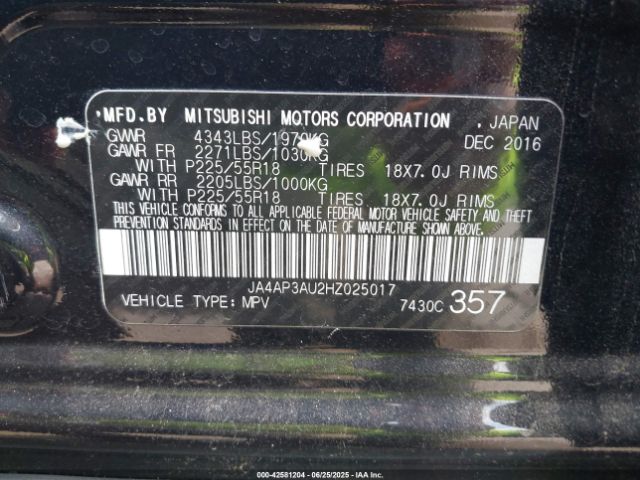 MFD.BY MITSUBISHI MOTORS CORPORATION , JAPAN
GVWR 4343LBS/1970KG DEC 2016
GAWR FR 2271LBS/1030KG
WITH P225/55R18 TIRES 18X7.0J RIMS
GAWR RR 2205LBS/1000KG
WITH P225/55R18 TIRES 18X7.0J RIMS
THIS VEHICLE CONFORMS TO ALL APPLICABLE FEDERAL MOTOR VEHICLE SAFETY AND THEFT
PREVENTION STANDARDS IN EFFECT ON THE DATE OF MANUFACTURE SHOWN ABOVE.
JA4AP3AU2HZ025017
VEHICLE TYPE: MPV 7430C 357
000-42581204 06/25/2025 - IAAI.COM